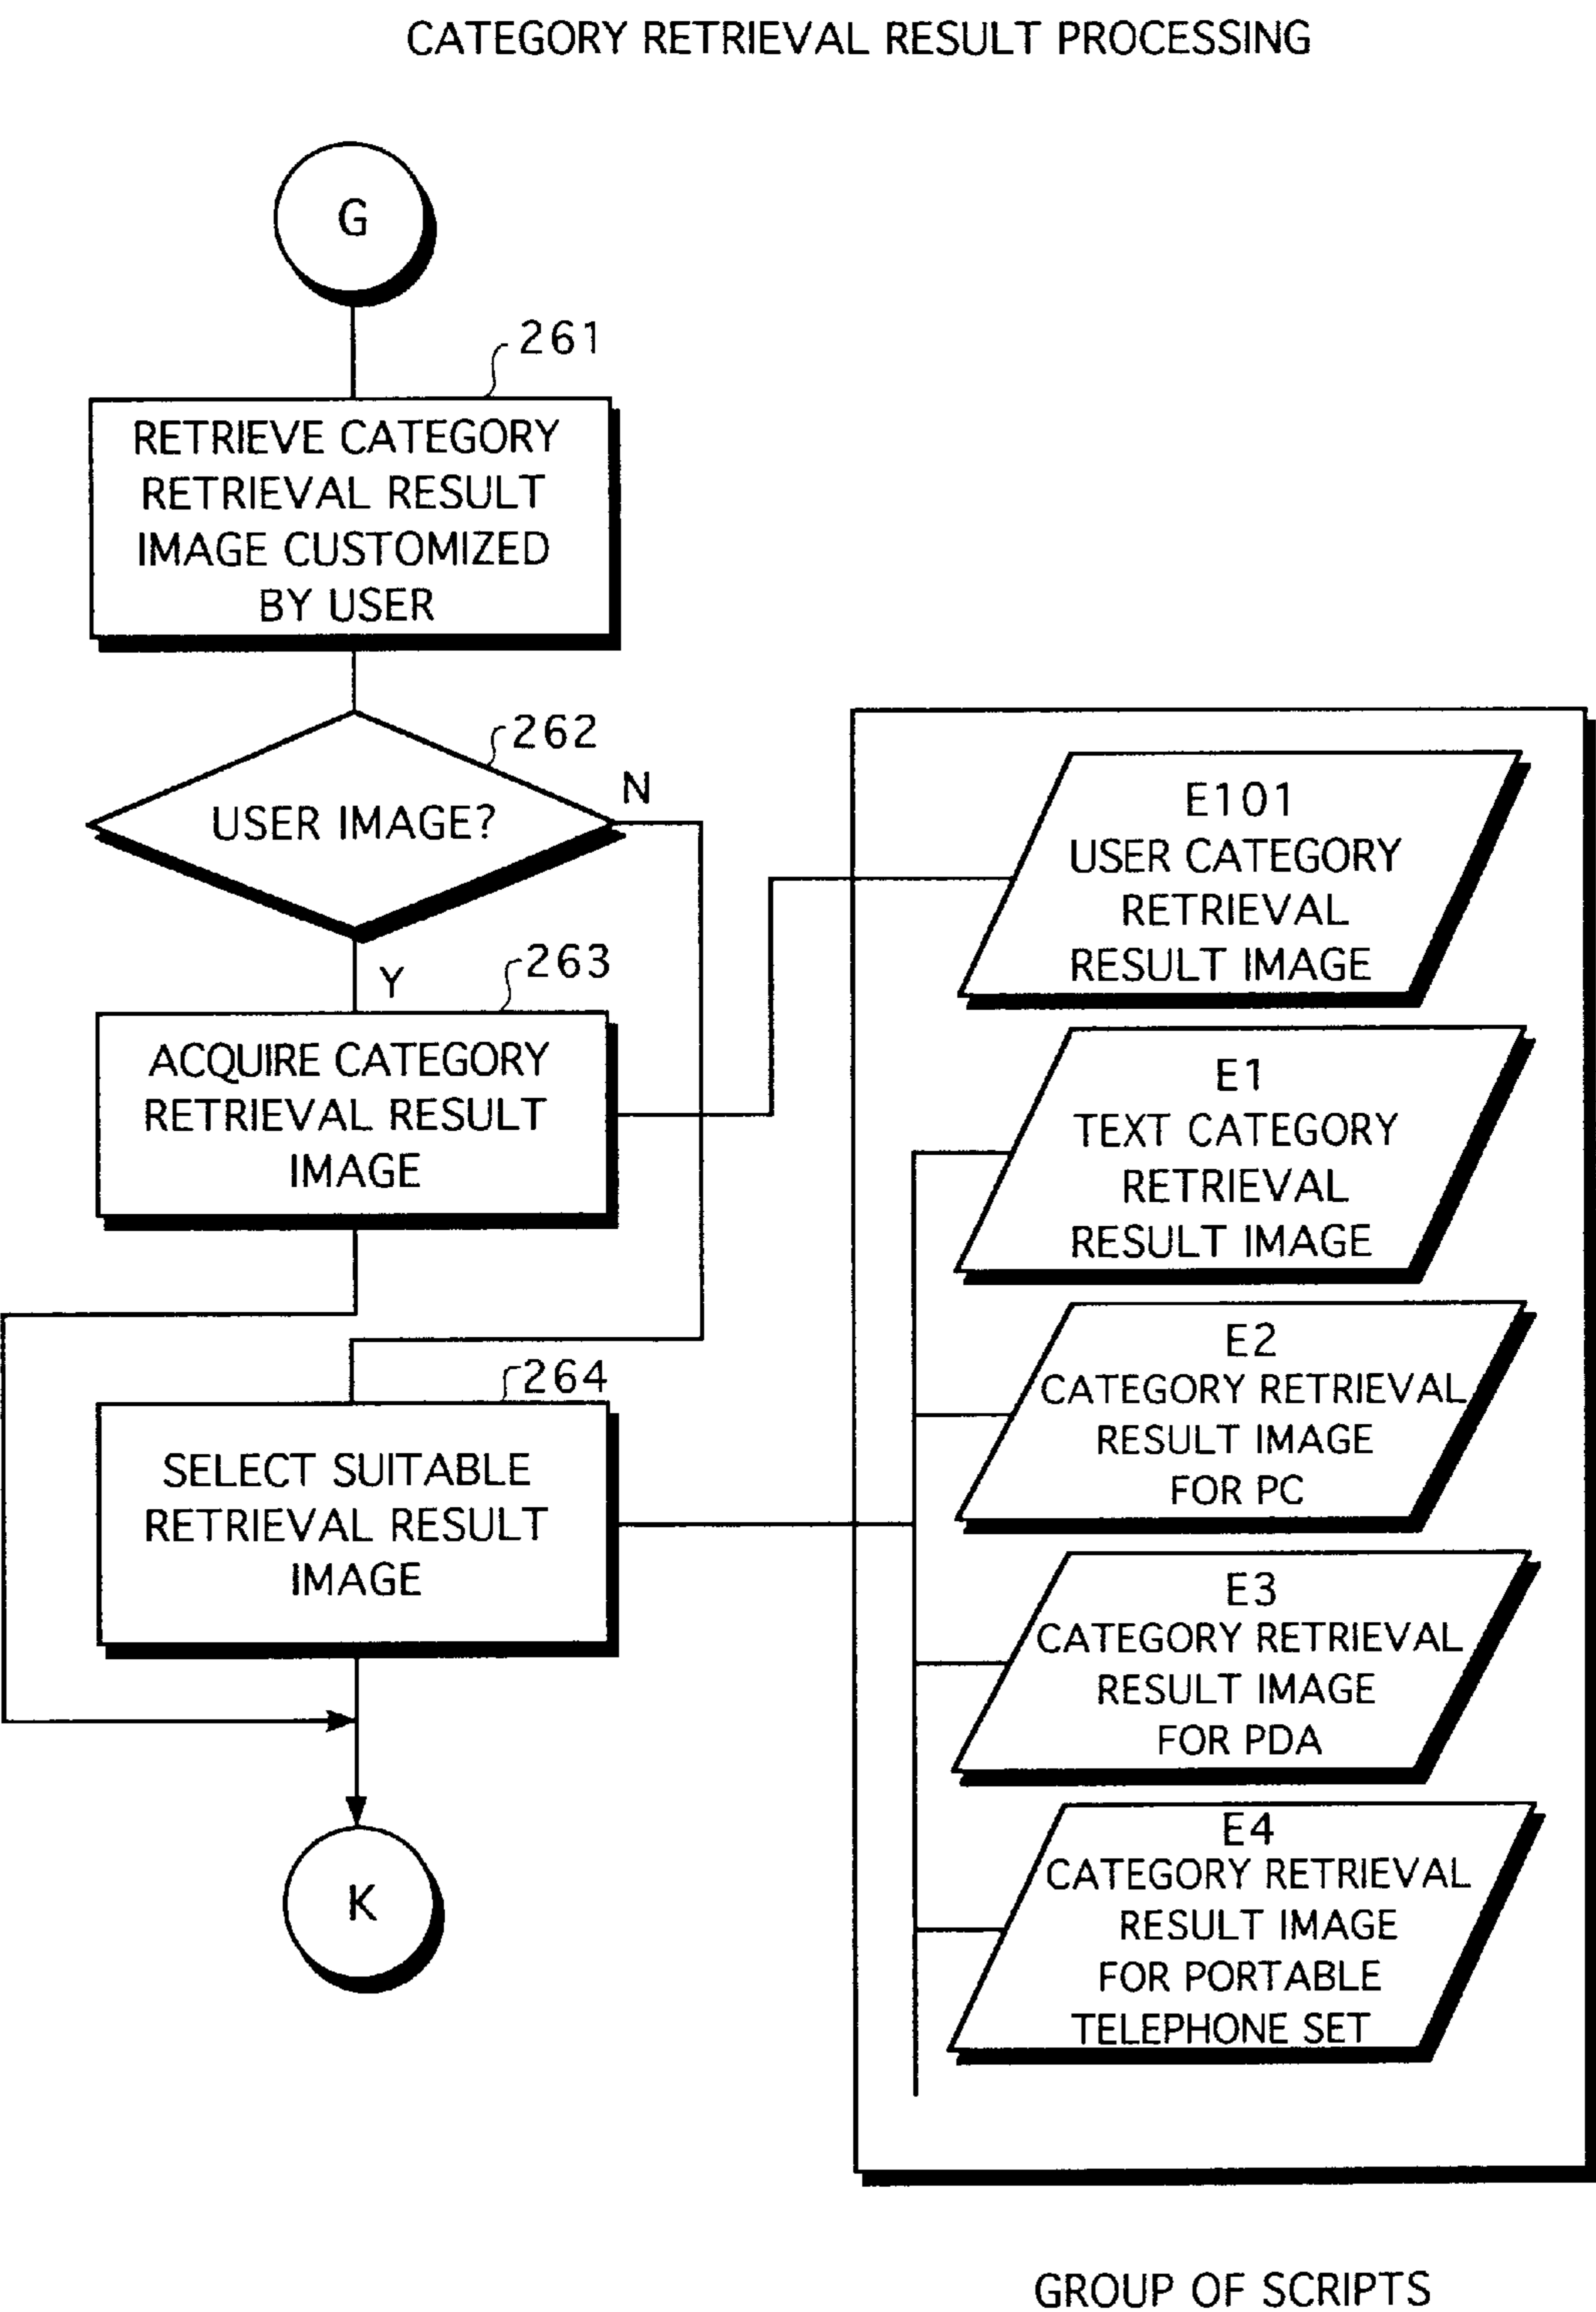 CATEGORY RETRIEVAL RESULT PROCESSING
G
261
RETRIEVE CATEGORY
RETRIEVAL RESULT
IMAGE CUSTOMIZED
BY USER
262
USER IMAGE?
N
Y
263
ACQUIRE CATEGORY
RETRIEVAL RESULT
IMAGE
264
SELECT SUITABLE
RETRIEVAL RESULT
IMAGE
K
E101
USER CATEGORY
RETRIEVAL
RESULT IMAGE
E1
TEXT CATEGORY
RETRIEVAL
RESULT IMAGE
E2
CATEGORY RETRIEVAL
RESULT IMAGE
FOR PC
E3
CATEGORY RETRIEVAL
RESULT IMAGE
FOR PDA
E4
CATEGORY RETRIEVAL
RESULT IMAGE
FOR PORTABLE
TELEPHONE SET
GROUP OF SCRIPTS